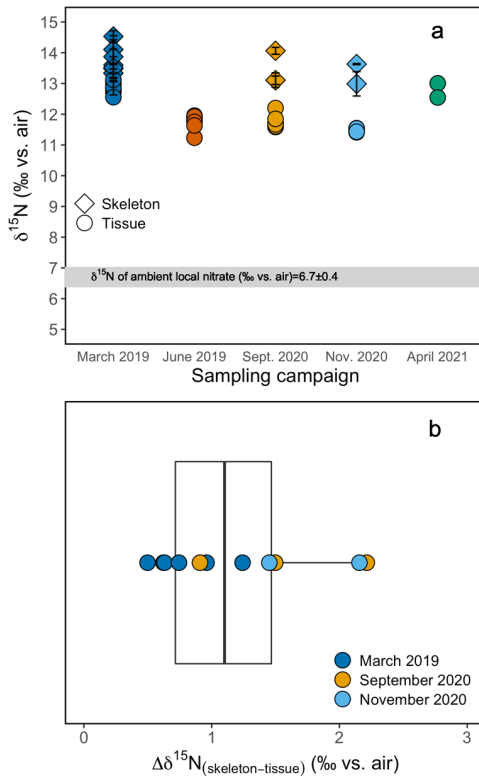 a
15
14
13
12
11
10
9
8
7
6
5
δ¹⁵N (‰ vs. air)
Skeleton
Tissue
δ¹⁵N of ambient local nitrate (‰ vs. air)=6.7±0.4
March 2019 June 2019 Sept. 2020 Nov. 2020 April 2021
Sampling campaign
b
March 2019
September 2020
November 2020
0 1 2 3
Δδ¹⁵N(skeleton−tissue) (‰ vs. air)